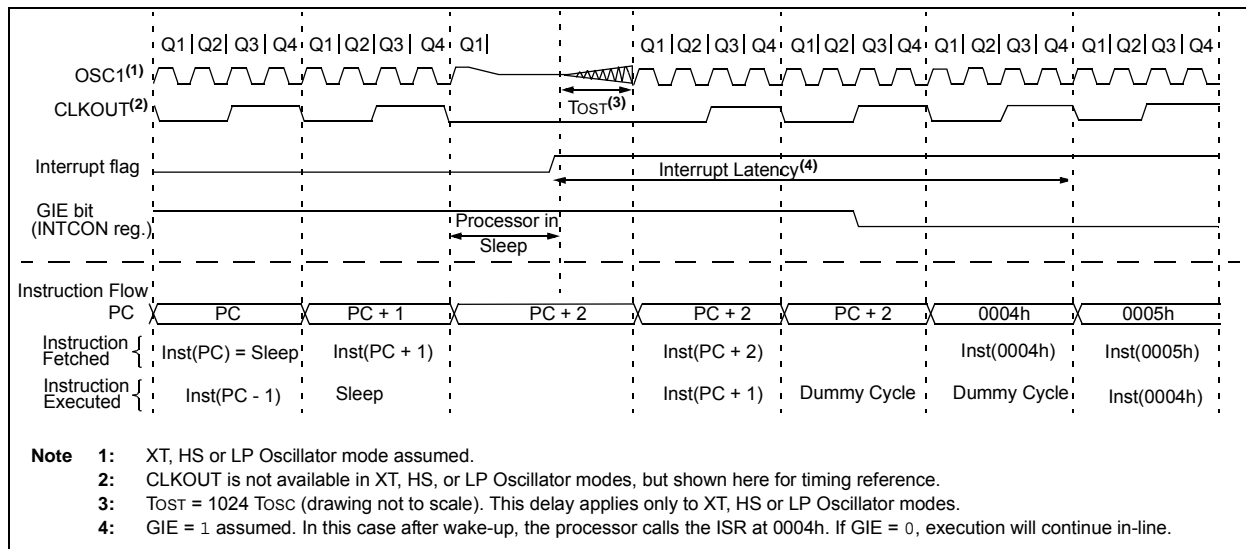 Q1 Q2 Q3 Q4 Q1 Q2 Q3 Q4 Q1 Q1 Q2 Q3 Q4 Q1 Q2 Q3 Q4 Q1 Q2 Q3 Q4 Q1 Q2 Q3 Q4
OSC1(1)
TOST(3)
CLKOUT(2)
Interrupt flag
Interrupt Latency(4)
GIE bit
(INTCON reg.)
Processor in
Sleep
Instruction Flow
PC PC PC + 1 PC + 2 PC + 2 PC + 2 0004h 0005h
Instruction
Fetched
Inst(PC) = Sleep Inst(PC + 1) Inst(PC + 2) Inst(0004h) Inst(0005h)
Instruction
Executed
Inst(PC - 1) Sleep Inst(PC + 1) Dummy Cycle Dummy Cycle Inst(0004h)
Note 1: XT, HS or LP Oscillator mode assumed.
2: CLKOUT is not available in XT, HS, or LP Oscillator modes, but shown here for timing reference.
3: TOST = 1024 TOSC (drawing not to scale). This delay applies only to XT, HS or LP Oscillator modes.
4: GIE = 1 assumed. In this case after wake-up, the processor calls the ISR at 0004h. If GIE = 0, execution will continue in-line.